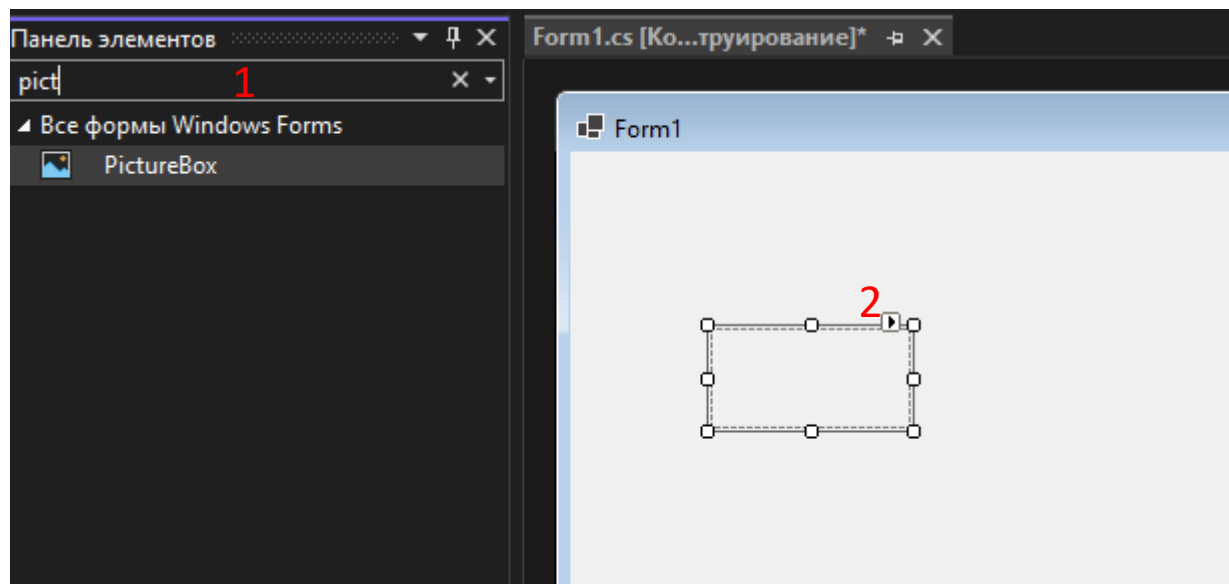 Панель элементов
Form1.cs [Ко...труирование]*
pict
1
Все формы Windows Forms
Form1
PictureBox
2